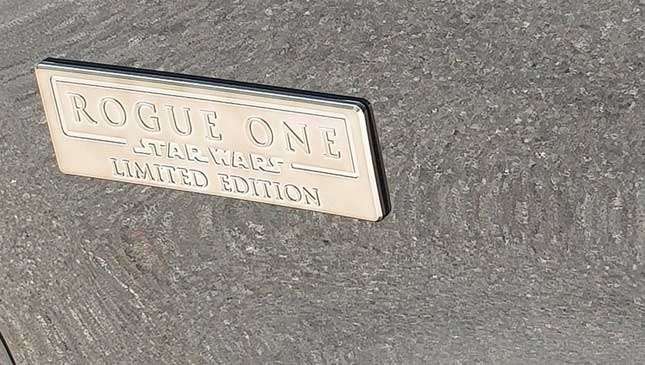 ROGUE ONE
STAR WARS
LIMITED EDITION